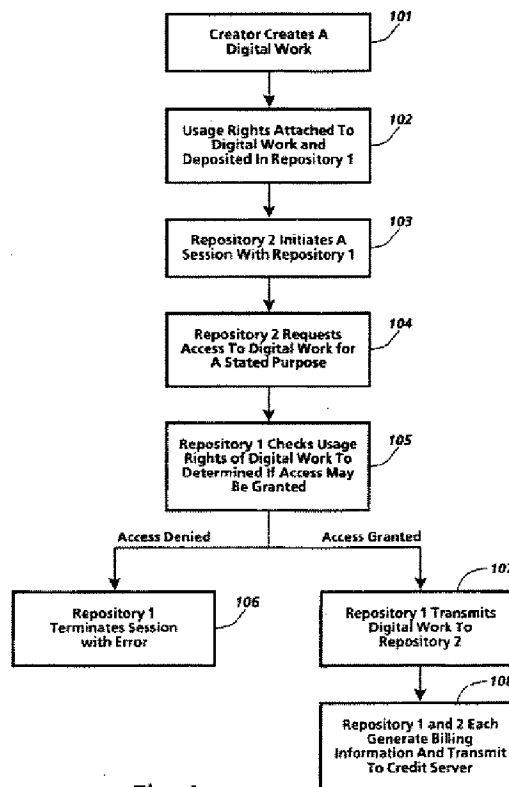 101
Creator Creates A
Digital Work
102
Usage Rights Attached To
Digital Work and
Deposited In Repository 1
103
Repository 2 Initiates A
Session With Repository 1
104
Repository 2 Requests
Access To Digital Work for
A Stated Purpose
105
Repository 1 Checks Usage
Rights of Digital Work To
Determined If Access May
Be Granted
Access Denied
Access Granted
106
Repository 1
Terminates Session
with Error
107
Repository 1 Transmits
Digital Work To
Repository 2
108
Repository 1 and 2 Each
Generate Billing
Information And Transmit
To Credit Server